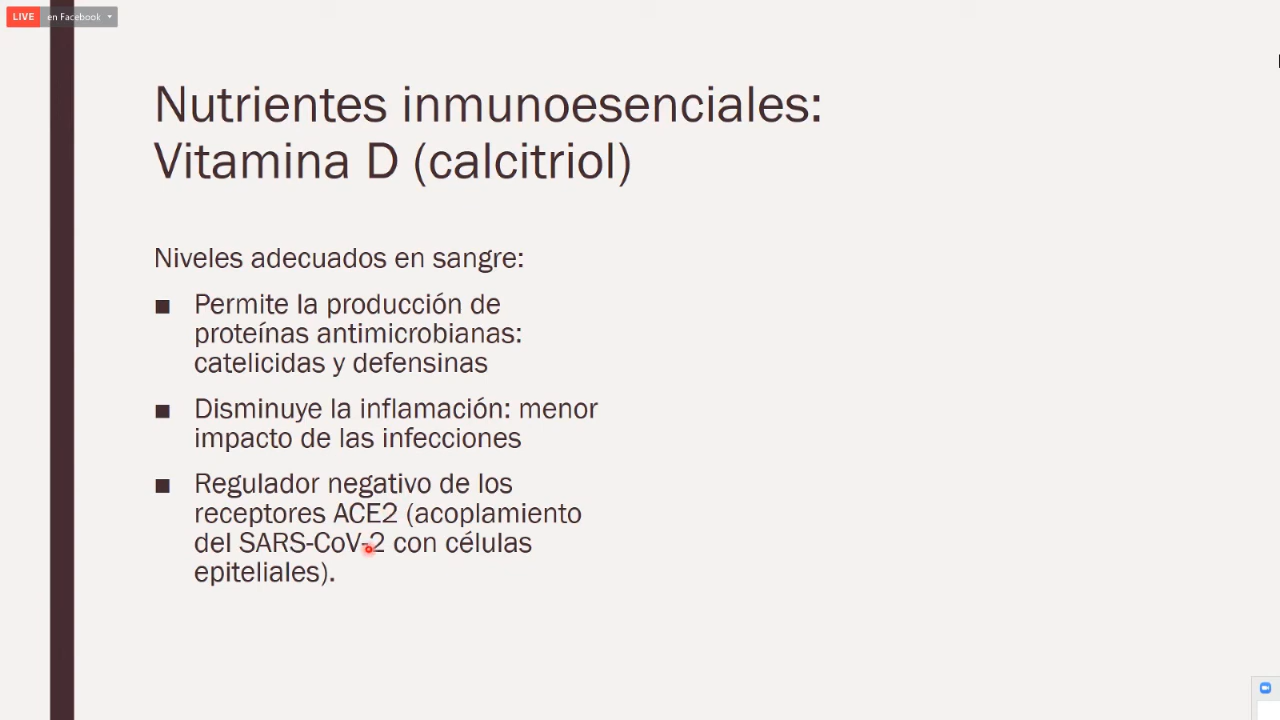 LIVE en Facebook
Nutrientes inmunoesenciales:
Vitamina D (calcitriol)
Niveles adecuados en sangre:
■ Permite la producción de
proteínas antimicrobianas:
catelicidas y defensinas
■ Disminuye la inflamación: menor
impacto de las infecciones
■ Regulador negativo de los
receptores ACE2 (acoplamiento
del SARS-CoV-2 con células
epiteliales).